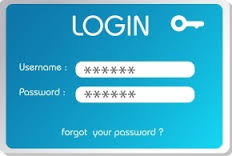 LOGIN
Username : ******
Password : ******
forgot your password ?